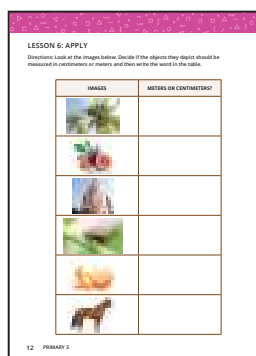 LESSON 6: APPLY
Directions: Look at the images below. Decide if the objects they depict should be
measured in centimeters or meters and then write the word in the table.
IMAGES METERS OR CENTIMETERS?
12 PRIMARY 3